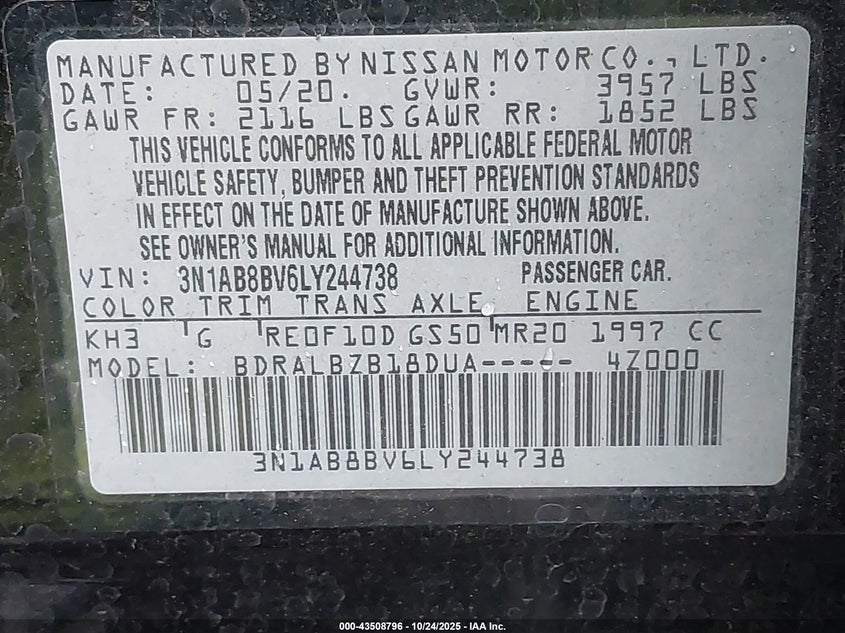 MANUFACTURED BY NISSAN MOTOR CO., LTD.
DATE: 05/20. GVWR: 3957 LBS
GAWR FR: 2116 LBS GAWR RR: 1852 LBS
THIS VEHICLE CONFORMS TO ALL APPLICABLE FEDERAL MOTOR
VEHICLE SAFETY, BUMPER AND THEFT PREVENTION STANDARDS
IN EFFECT ON THE DATE OF MANUFACTURE SHOWN ABOVE.
SEE OWNER'S MANUAL FOR ADDITIONAL INFORMATION.
VIN: 3N1AB8BV6LY244738 PASSENGER CAR.
COLOR TRIM TRANS AXLE ENGINE
KH3 G RE0F10D GS50 MR20 1997 CC
MODEL: BDRALBZB18DUA----- 4Z000
3N1AB8BV6LY244738
000-43508796 - 10/24/2025 - IAA Inc.